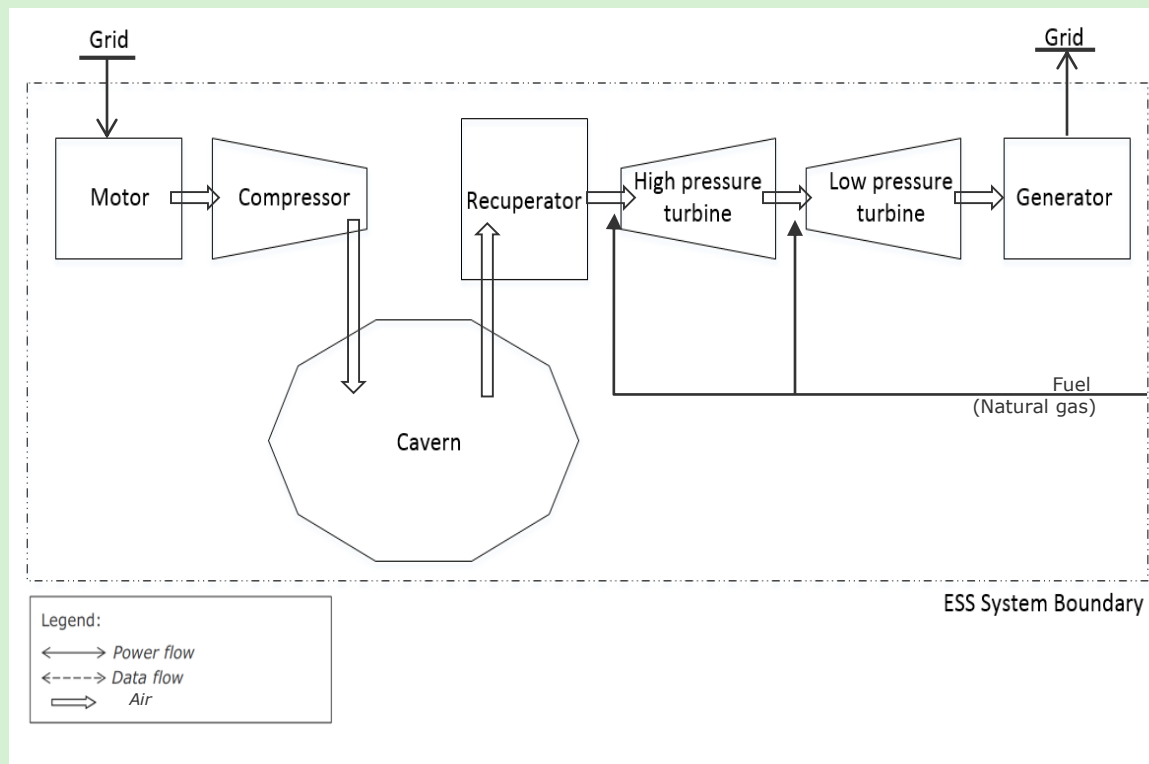 Grid
Grid
Motor
Compressor
Recuperator
High pressure
turbine
Low pressure
turbine
Generator
Fuel
(Natural gas)
Cavern
ESS System Boundary
Legend:
Power flow
Data flow
Air